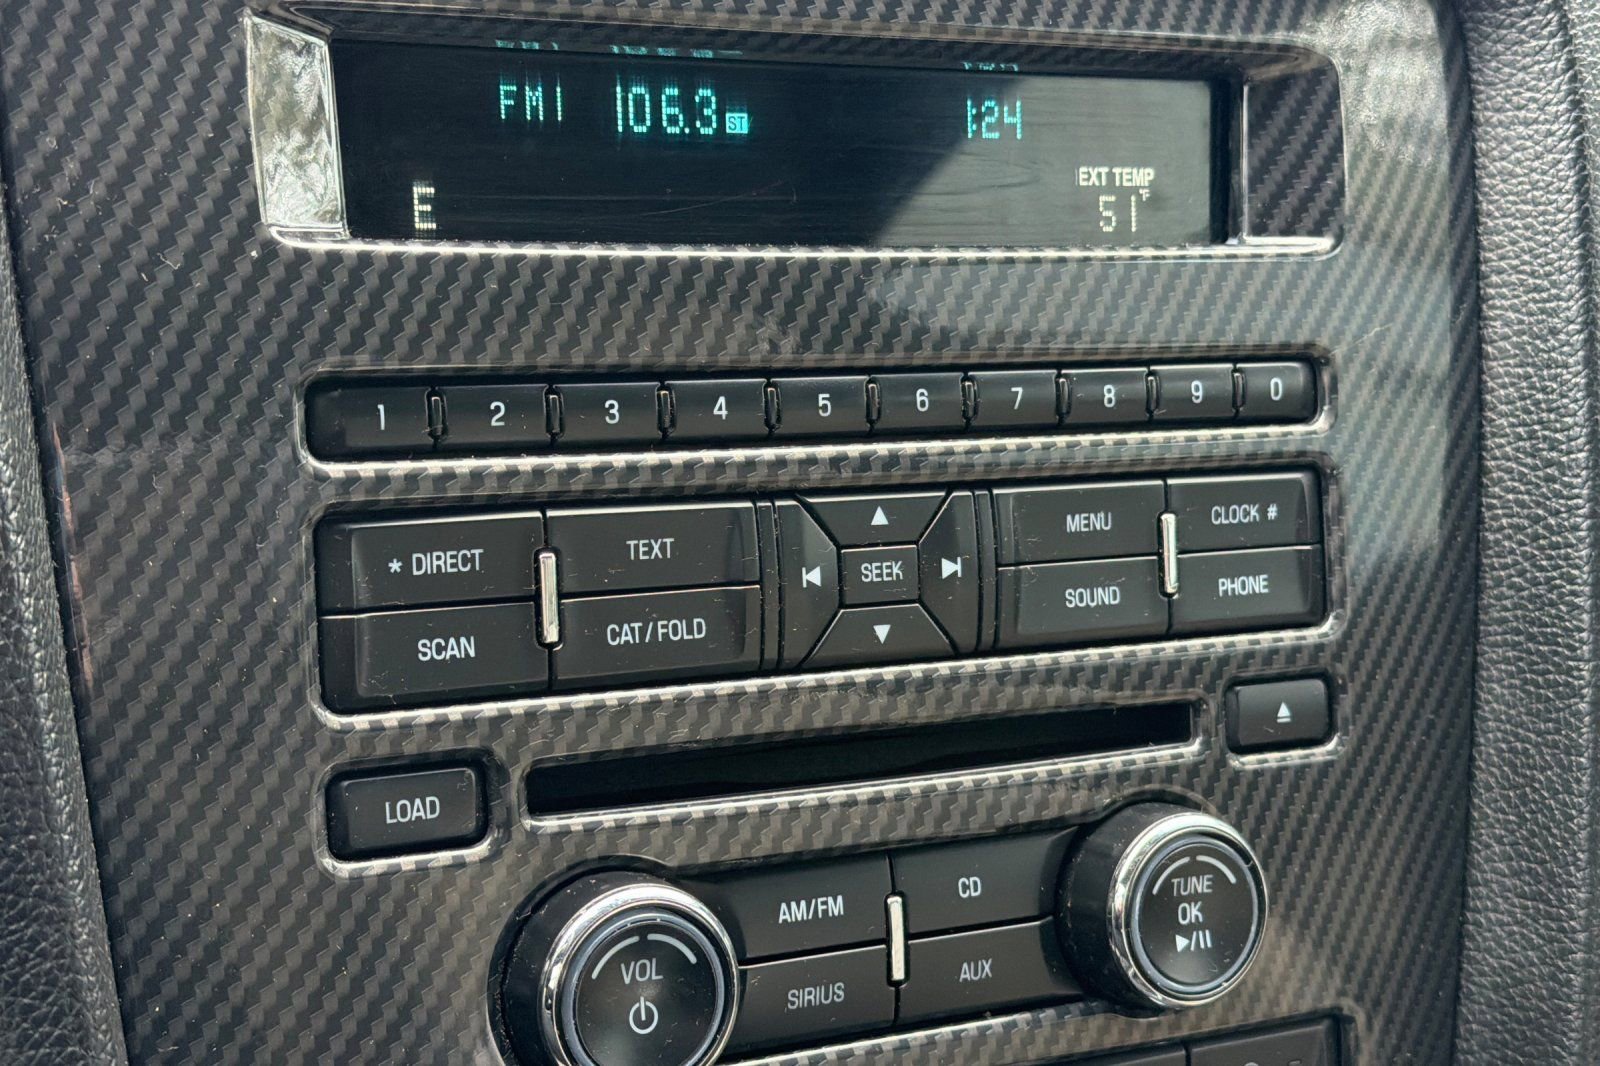 FM1 106.3 ST 1:24
EXT TEMP
E 51°F
1 2 3 4 5 6 7 8 9 0
* DIRECT TEXT SEEK MENU CLOCK #
SCAN CAT/FOLD SOUND PHONE
LOAD
AM/FM CD
SIRIUS AUX
VOL
TUNE
OK